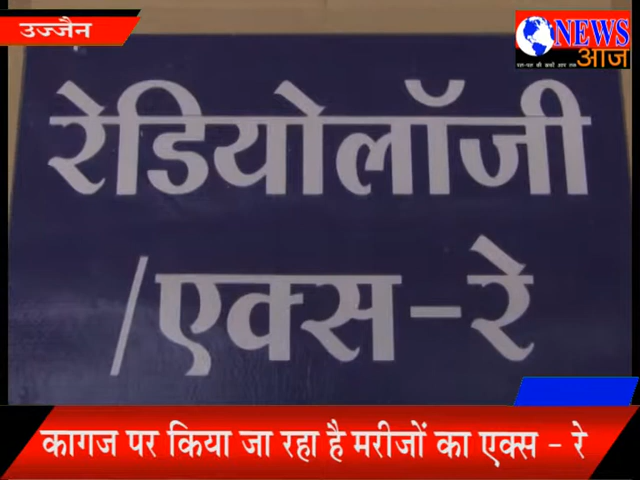 उज्जैन
NEWS
आज
रेडियोलॉजी
/एक्स-रे
कागज पर किया जा रहा है मरीजों का एक्स - रे